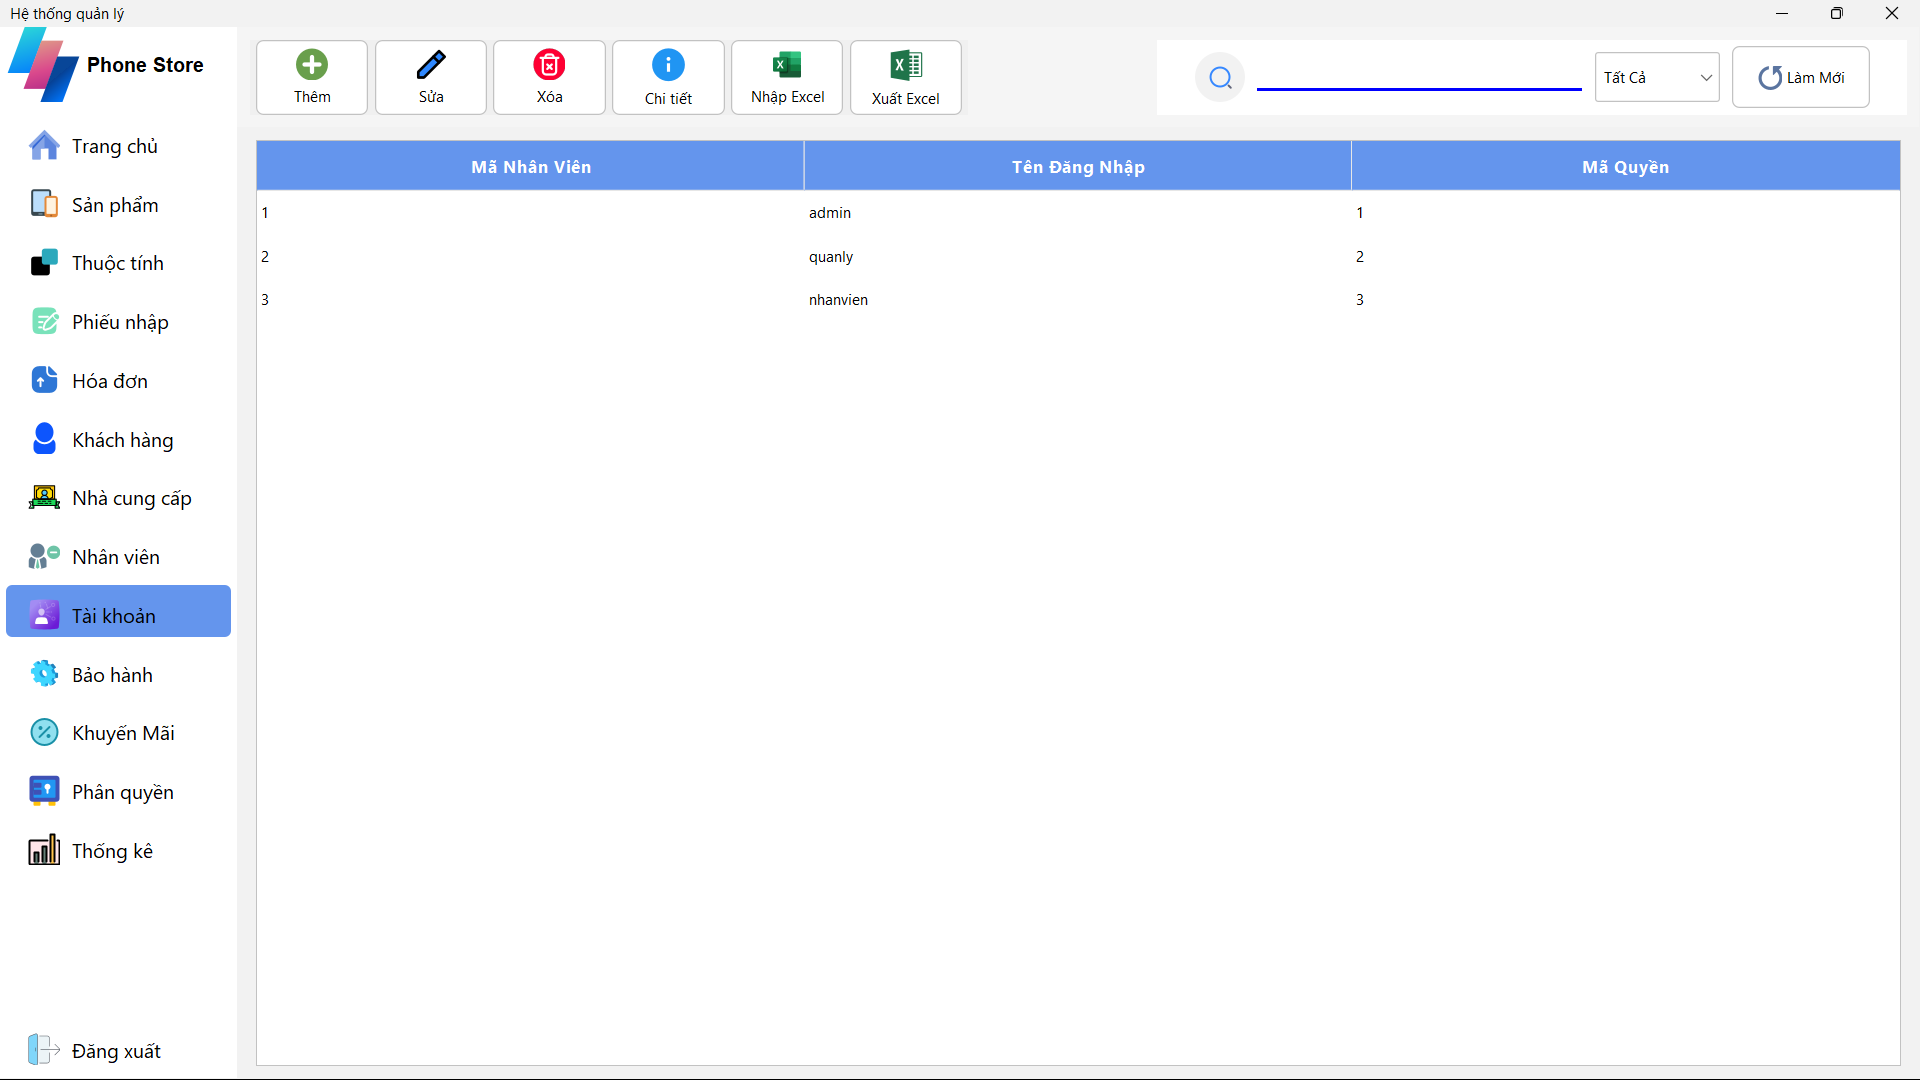 Hệ thống quản lý
Phone Store
Trang chủ
Sản phẩm
Thuộc tính
Phiếu nhập
Hóa đơn
Khách hàng
Nhà cung cấp
Nhân viên
Tài khoản
Bảo hành
Khuyến Mãi
Phân quyền
Thống kê
Đăng xuất
Thêm
Sửa
Xóa
Chi tiết
Nhập Excel
Xuất Excel
Tất Cả
Làm Mới
Mã Nhân Viên Tên Đăng Nhập Mã Quyền
1 admin 1
2 quanly 2
3 nhanvien 3